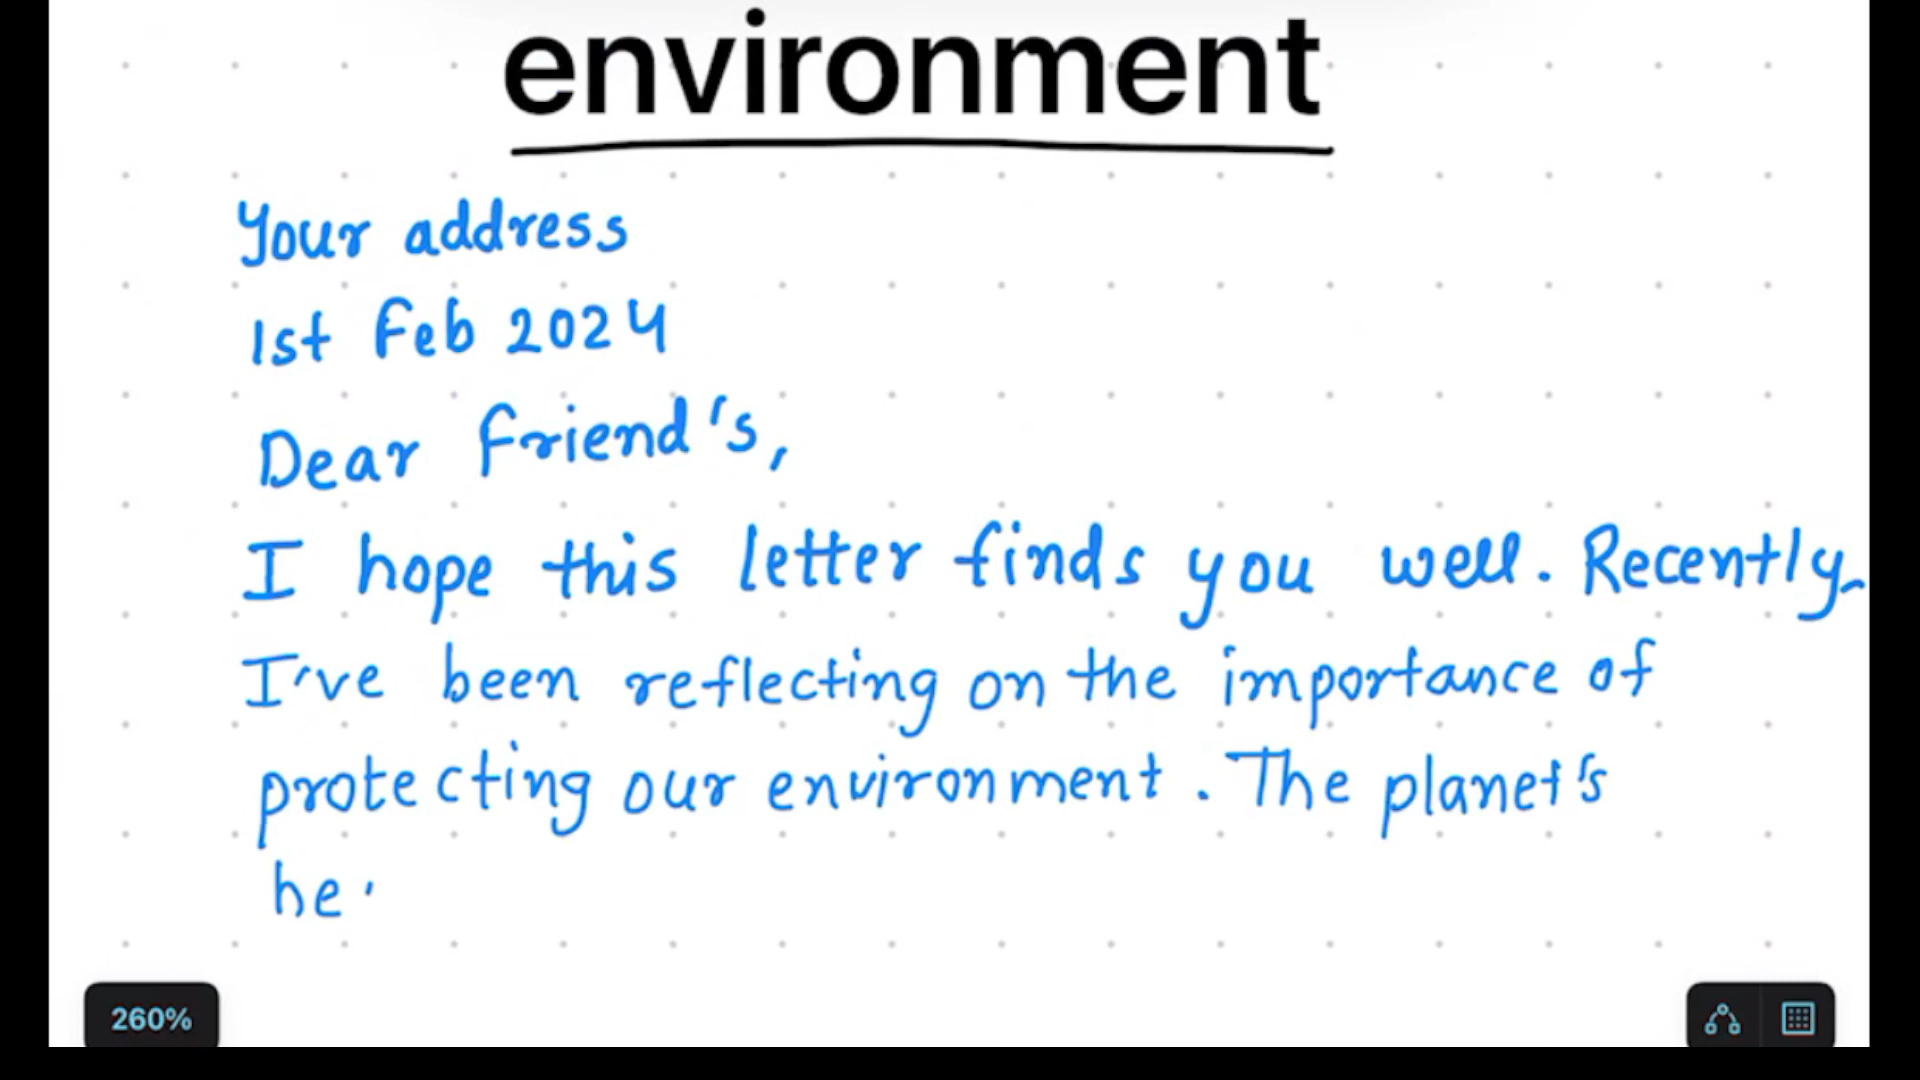 environment
Your address
1st Feb 2024
Dear Friend's,
I hope this letter finds you well. Recently
I've been reflecting on the importance of
protecting our environment. The planet's
he
260%